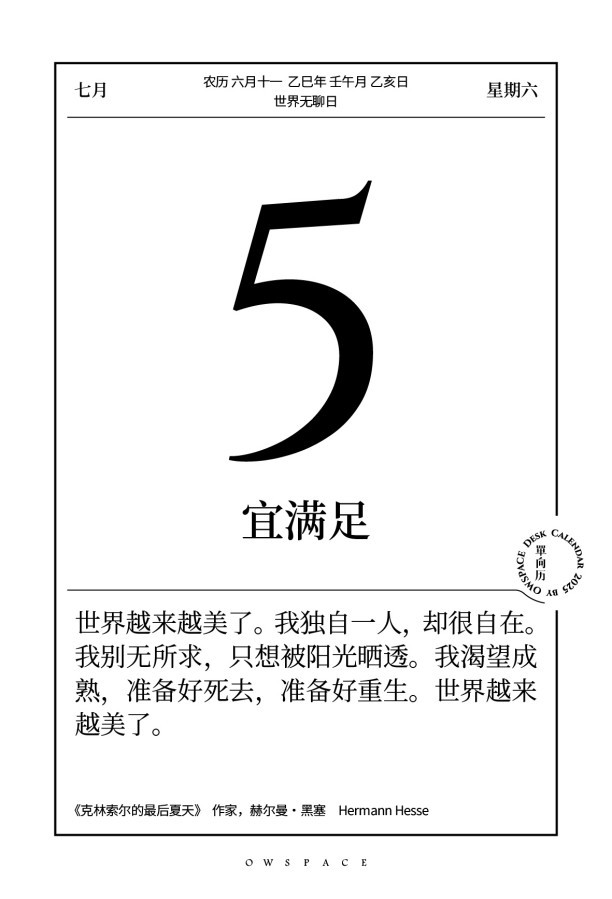 七月
农历 六月十一 乙巳年 壬午月 乙亥日
世界无聊日
星期六
5
宜满足
DESK CALENDAR 2025 BY OWSPACE
單向历
世界越来越美了。我独自一人，却很自在。
我别无所求，只想被阳光晒透。我渴望成
熟，准备好死去，准备好重生。世界越来
越美了。
《克林索尔的最后夏天》 作家，赫尔曼·黑塞 Hermann Hesse
OWSPACE